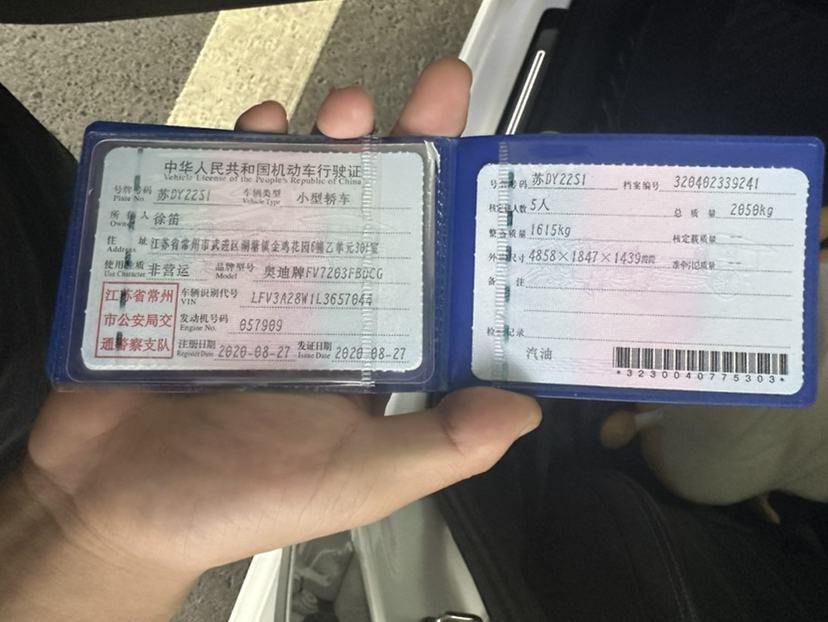 中华人民共和国机动车行驶证
Vehicle License of the People's Republic of China
号牌号码 苏DY22S1 车辆类型 小型轿车
Plate No. Vehicle Type
所有人 徐笛
Owner
住址 江苏省常州市武进区湖塘镇金鸡花园8幢乙单元301室
Address
使用性质 非营运 品牌型号 奥迪牌FV7203FBDCG
Use Character Model
江苏省常州
市公安局交
通警察支队
车辆识别代号 LFV3A28W1L3657044
VIN
发动机号码 057909
Engine No.
注册日期 2020-08-27 发证日期 2020-08-27
Register Date Issue Date
号牌号码 苏DY22S1 档案编号 320402339241
核定载人数 5人 总质量 2050kg
整备质量 1615kg 核定载质量 --
外廓尺寸 4858×1847×1439mm 准牵引总质量 --
备注
检验记录
汽油
*3230040775303*